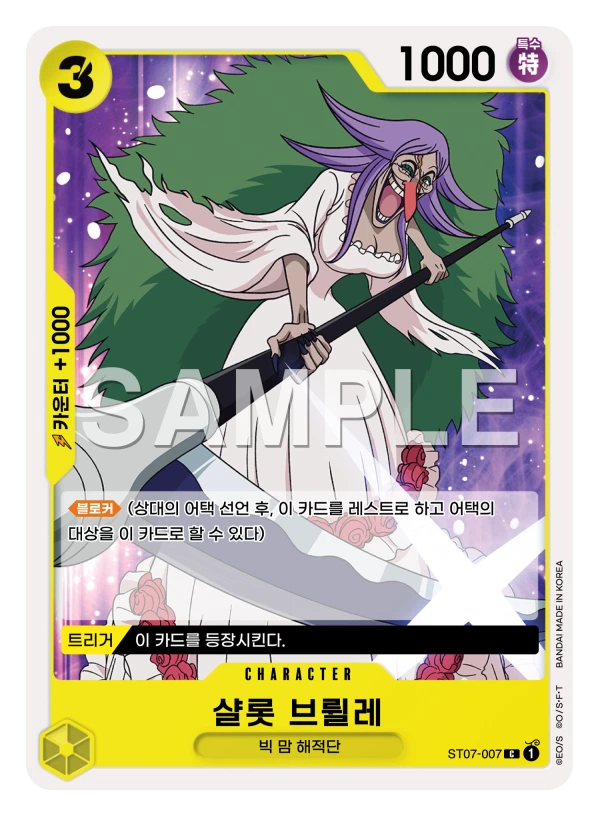 3
1000
특수
特
카운터 +1000
SAMPLE
블로커 (상대의 어택 선언 후, 이 카드를 레스트로 하고 어택의
대상을 이 카드로 할 수 있다)
트리거 이 카드를 등장시킨다.
CHARACTER
샬롯 브륄레
빅 맘 해적단
ST07-007 C 1
©EO/S ©O/S·F·T BANDAI MADE IN KOREA